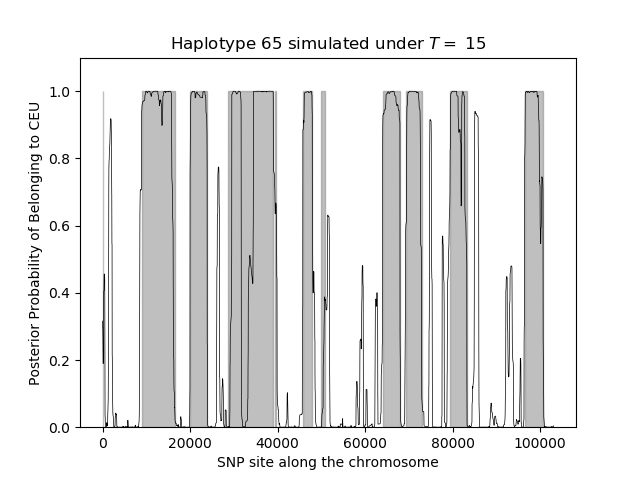 Haplotype 65 simulated under T = 15
Posterior Probability of Belonging to CEU
1.0
0.8
0.6
0.4
0.2
0.0
0 20000 40000 60000 80000 100000
SNP site along the chromosome